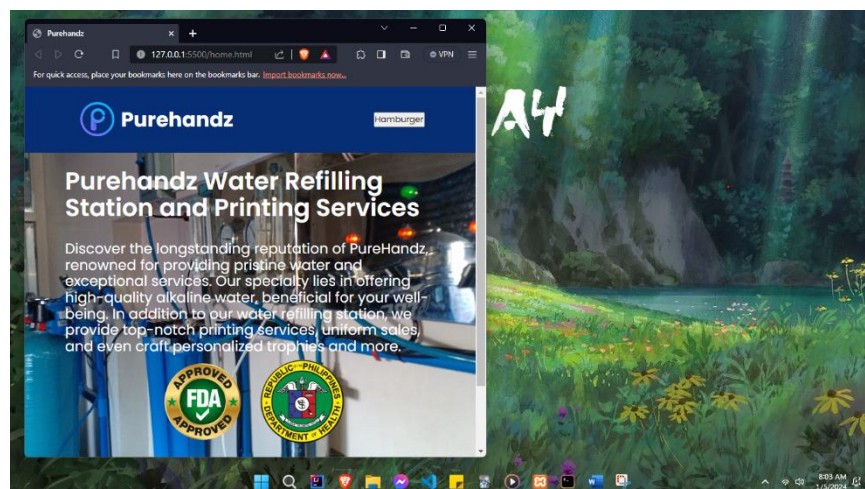 Purehandz
127.0.0.1:5500/home.html
VPN
For quick access, place your bookmarks here on the bookmarks bar. Import bookmarks now...
Purehandz
Hamburger
Purehandz Water Refilling
Station and Printing Services
Discover the longstanding reputation of PureHandz,
renowned for providing pristine water and
exceptional services. Our specialty lies in offering
high-quality alkaline water, beneficial for your well-
being. In addition to our water refilling station, we
provide top-notch printing services, uniform sales,
and even craft personalized trophies and more.
APPROVED
FDA
APPROVED
REPUBLIC OF THE PHILIPPINES
DEPARTMENT OF HEALTH
8:03 AM
1/5/2024